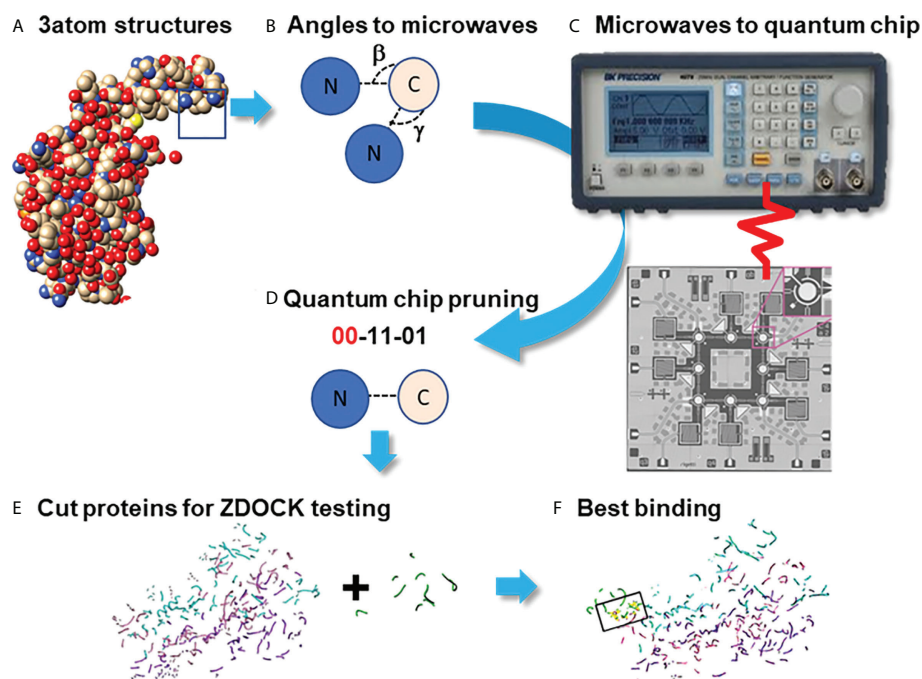 A 3atom structures
B Angles to microwaves
C Microwaves to quantum chip
β
N
C
γ
N
BK PRECISION
D Quantum chip pruning
00-11-01
N
C
E Cut proteins for ZDOCK testing
F Best binding
+